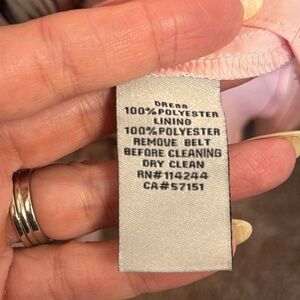 DRESS
100% POLYESTER
LINING
100% POLYESTER
REMOVE BELT
BEFORE CLEANING
DRY CLEAN
RN#114244
CA#57151